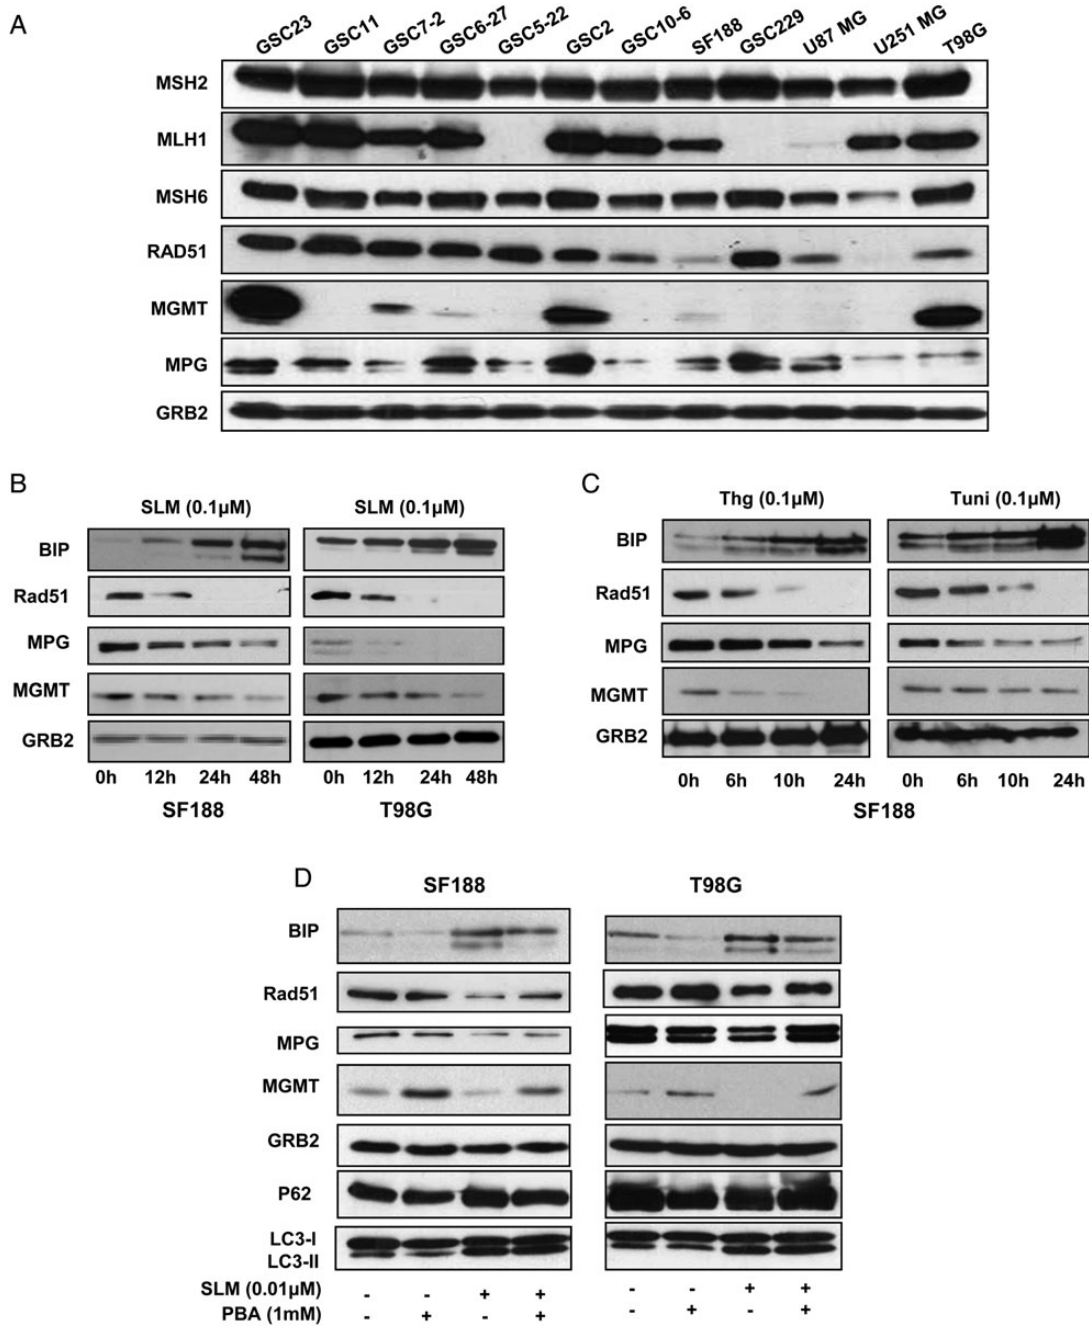 A
GSC23 GSC11 GSC7-2 GSC6-27 GSC5-22 GSC2 GSC10-6 SF188 GSC229 U87 MG U251 MG T98G
MSH2
MLH1
MSH6
RAD51
MGMT
MPG
GRB2
B
SLM (0.1µM) SLM (0.1µM)
BIP
Rad51
MPG
MGMT
GRB2
0h 12h 24h 48h 0h 12h 24h 48h
SF188 T98G
C
Thg (0.1µM) Tuni (0.1µM)
BIP
Rad51
MPG
MGMT
GRB2
0h 6h 10h 24h 0h 6h 10h 24h
SF188
D
SF188 T98G
BIP
Rad51
MPG
MGMT
GRB2
P62
LC3-I
LC3-II
SLM (0.01µM) - - + + - - + +
PBA (1mM) - + - + - + - +